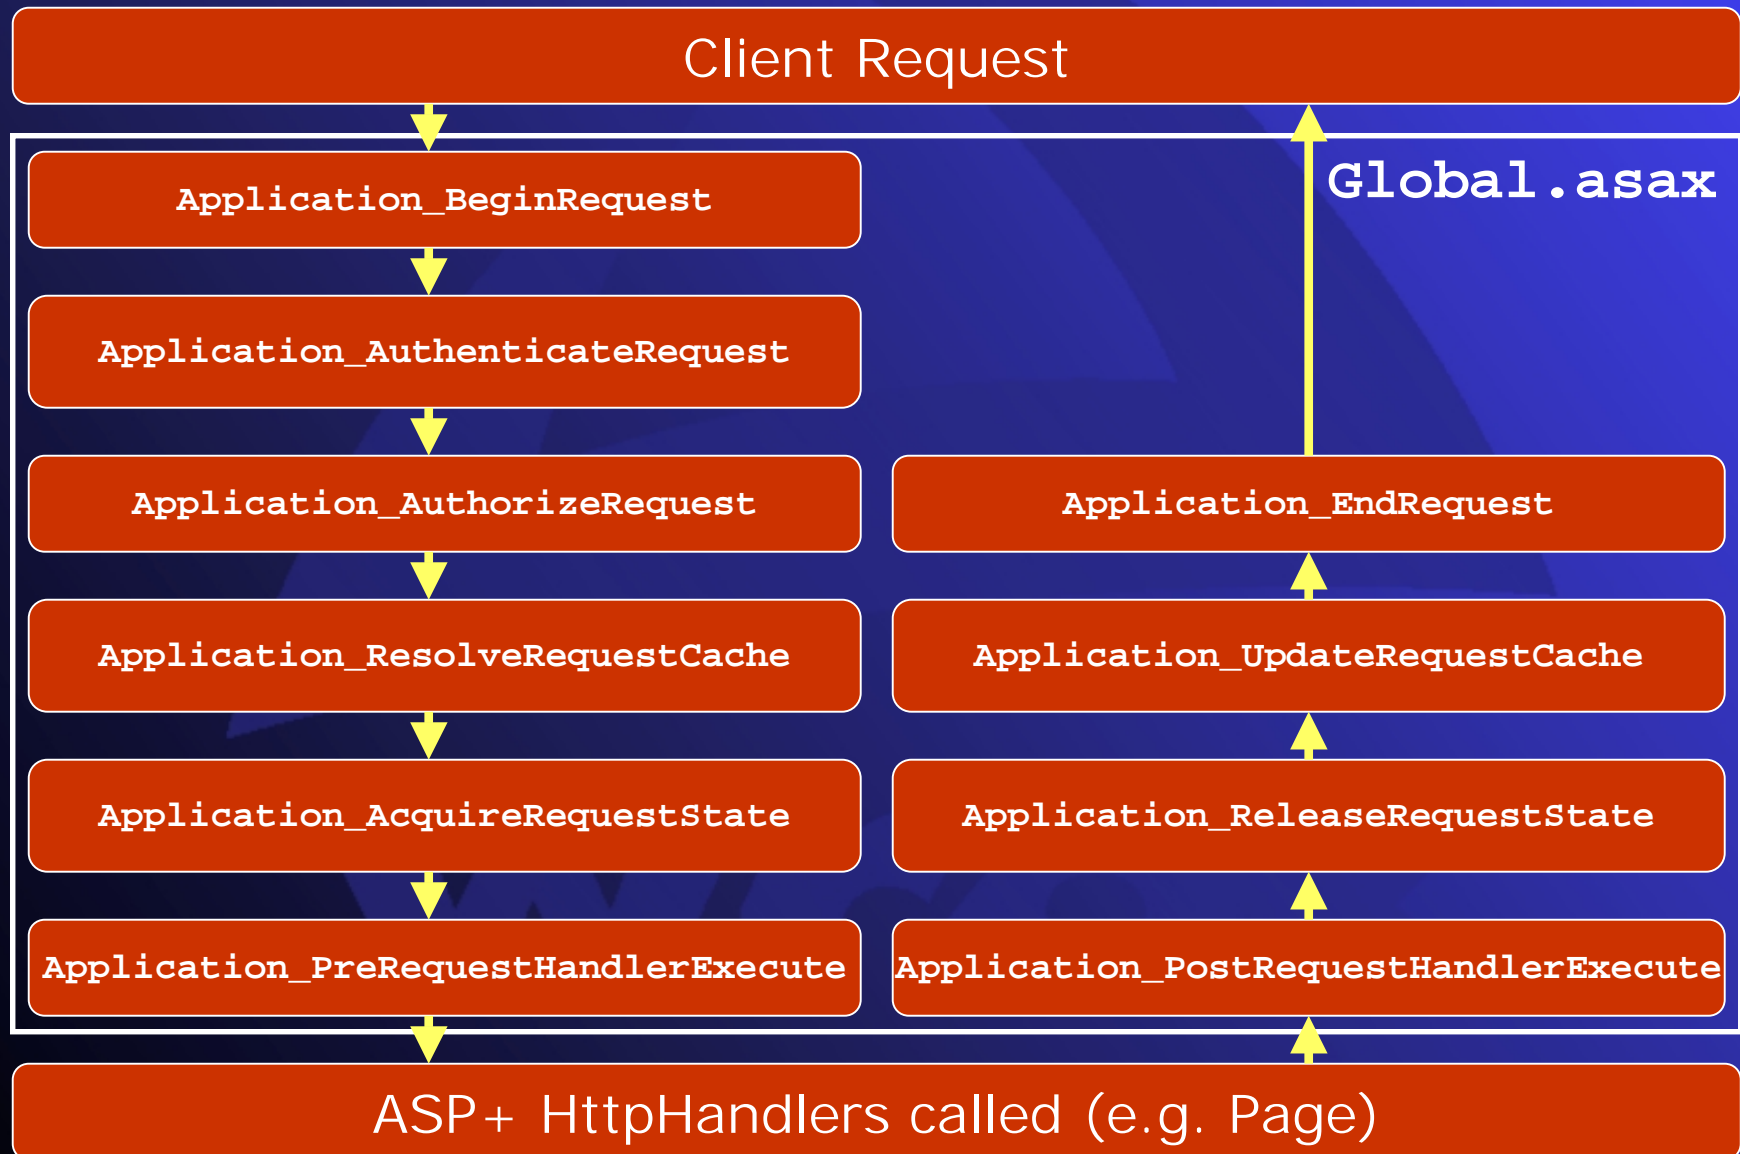 Client Request
Global.asax
Application_BeginRequest
Application_AuthenticateRequest
Application_AuthorizeRequest
Application_ResolveRequestCache
Application_AcquireRequestState
Application_PreRequestHandlerExecute
Application_EndRequest
Application_UpdateRequestCache
Application_ReleaseRequestState
Application_PostRequestHandlerExecute
ASP+ HttpHandlers called (e.g. Page)